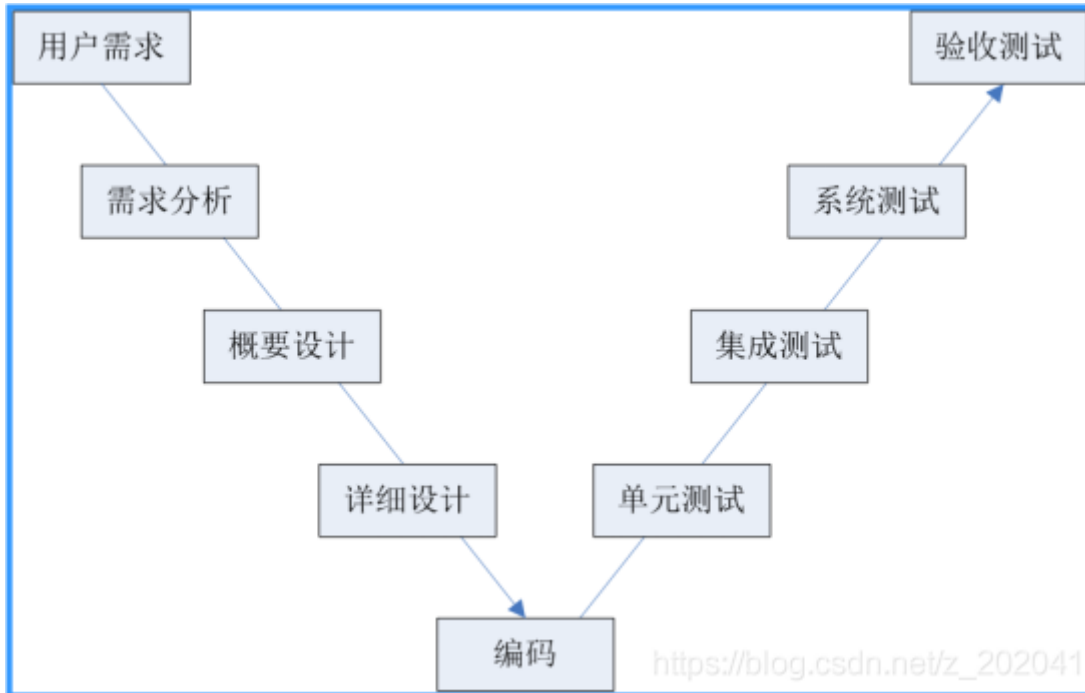 用户需求
验收测试
需求分析
系统测试
概要设计
集成测试
详细设计
单元测试
编码
https://blog.csdn.net/z_202041